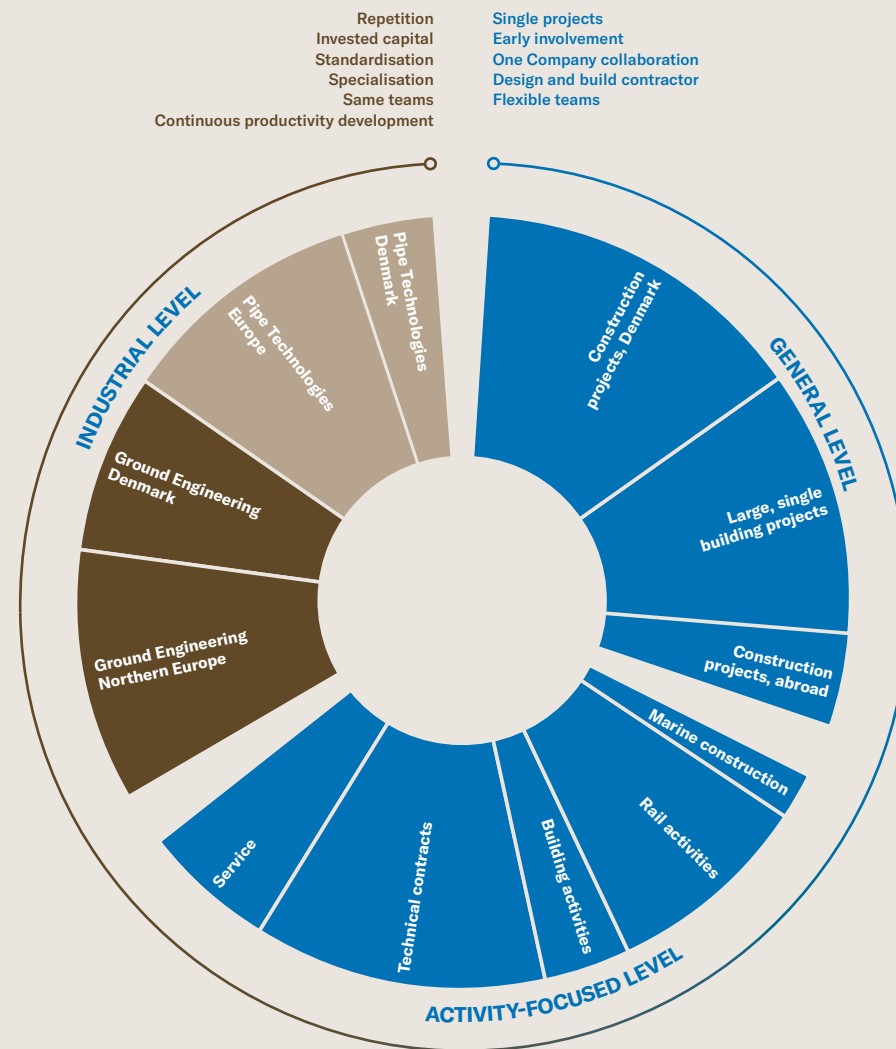 Repetition
Invested capital
Standardisation
Specialisation
Same teams
Continuous productivity development
Single projects
Early involvement
One Company collaboration
Design and build contractor
Flexible teams
INDUSTRIAL LEVEL
Pipe Technologies
Denmark
Pipe Technologies
Europe
Ground Engineering
Denmark
Ground Engineering
Northern Europe
GENERAL LEVEL
Construction
projects, Denmark
Large, single
building projects
Construction
projects, abroad
Marine construction
Rail activities
Building activities
Technical contracts
Service
ACTIVITY-FOCUSED LEVEL